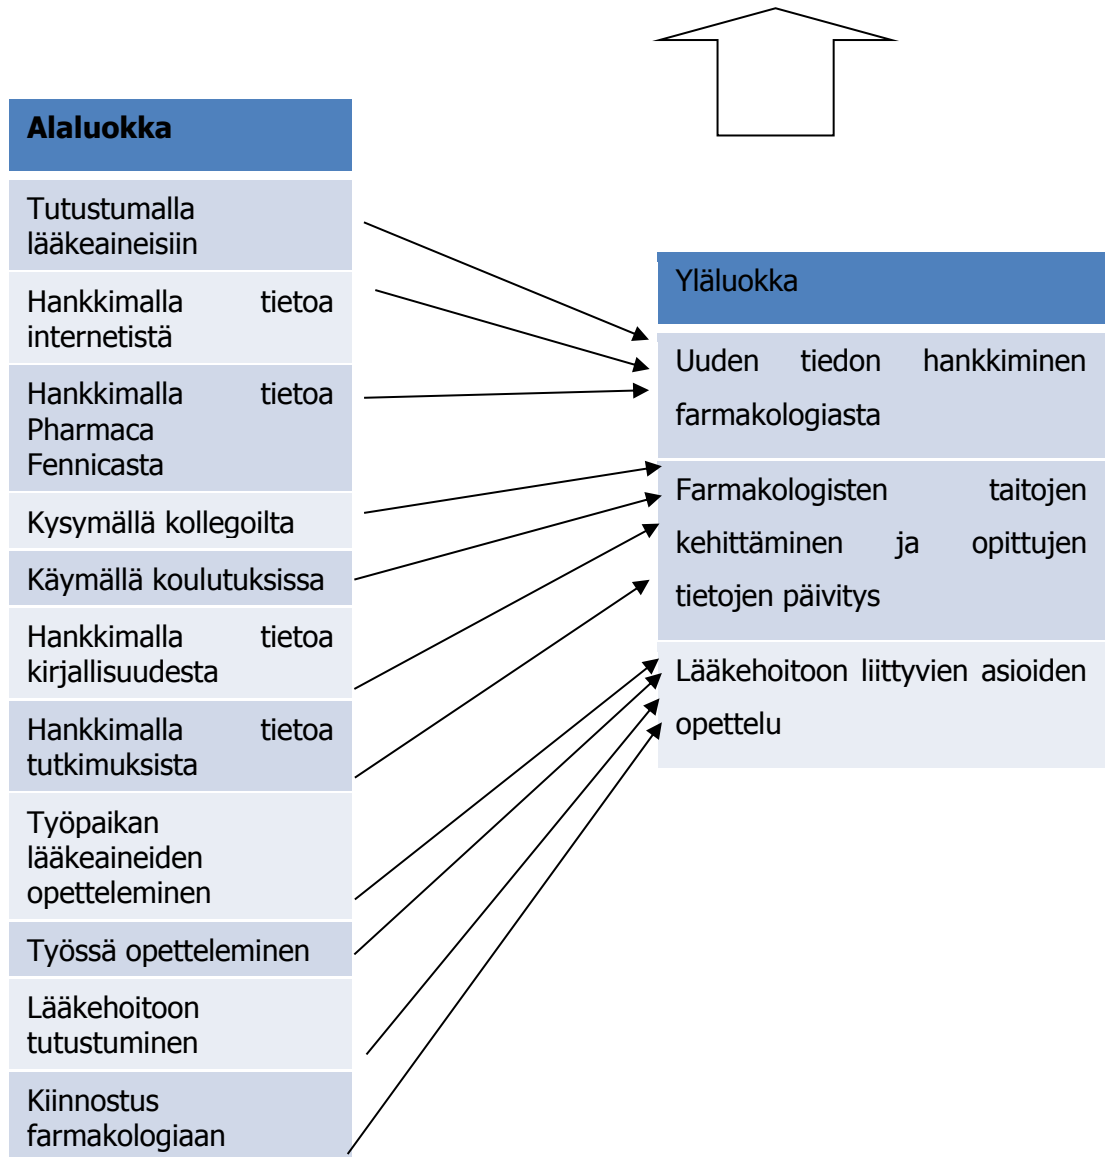 Alaluokka
Tutustumalla
lääkeaineisiin
Hankkimalla tietoa
internetistä
Hankkimalla tietoa
Pharmaca
Fennicasta
Kysymällä kollegoilta
Käymällä koulutuksissa
Hankkimalla tietoa
kirjallisuudesta
Hankkimalla tietoa
tutkimuksista
Työpaikan
lääkeaineiden
opetteleminen
Työssä opetteleminen
Lääkehoitoon
tutustuminen
Kiinnostus
farmakologiaan
Yläluokka
Uuden tiedon hankkiminen
farmakologiasta
Farmakologisten taitojen
kehittäminen ja opittujen
tietojen päivitys
Lääkehoitoon liittyvien asioiden
opettelu